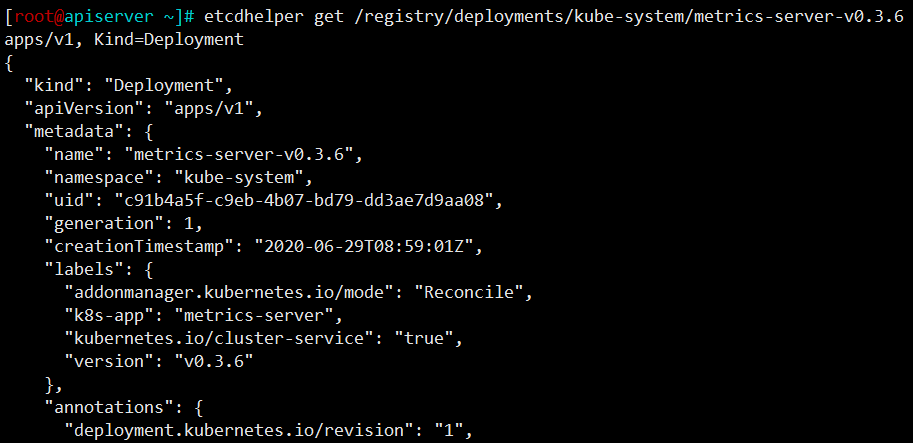 [root@apiserver ~]# etcdhelper get /registry/deployments/kube-system/metrics-server-v0.3.6
apps/v1, Kind=Deployment
{
  "kind": "Deployment",
  "apiVersion": "apps/v1",
  "metadata": {
    "name": "metrics-server-v0.3.6",
    "namespace": "kube-system",
    "uid": "c91b4a5f-c9eb-4b07-bd79-dd3ae7d9aa08",
    "generation": 1,
    "creationTimestamp": "2020-06-29T08:59:01Z",
    "labels": {
      "addonmanager.kubernetes.io/mode": "Reconcile",
      "k8s-app": "metrics-server",
      "kubernetes.io/cluster-service": "true",
      "version": "v0.3.6"
    },
    "annotations": {
      "deployment.kubernetes.io/revision": "1",